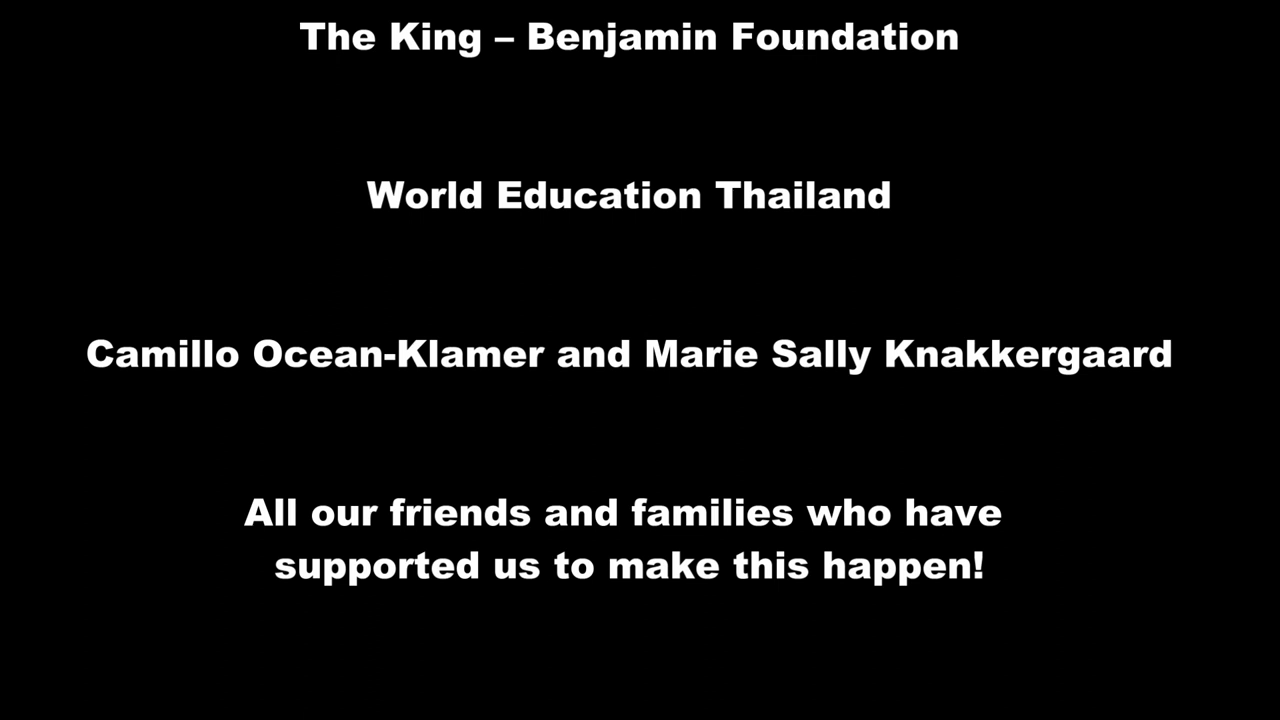 The King – Benjamin Foundation
World Education Thailand
Camillo Ocean-Klamer and Marie Sally Knakkergaard
All our friends and families who have
supported us to make this happen!